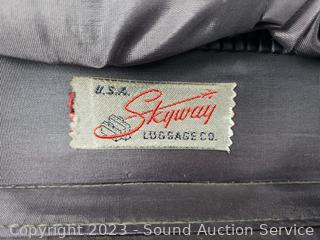 U.S.A.
Skyway
LUGGAGE CO.
Copyright 2023 - Sound Auction Service